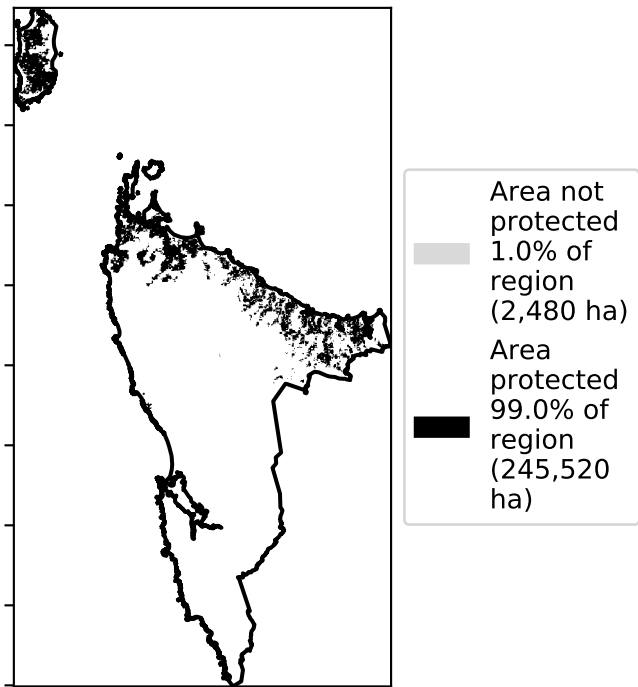 Area not
protected
1.0% of
region
(2,480 ha)
Area
protected
99.0% of
region
(245,520
ha)